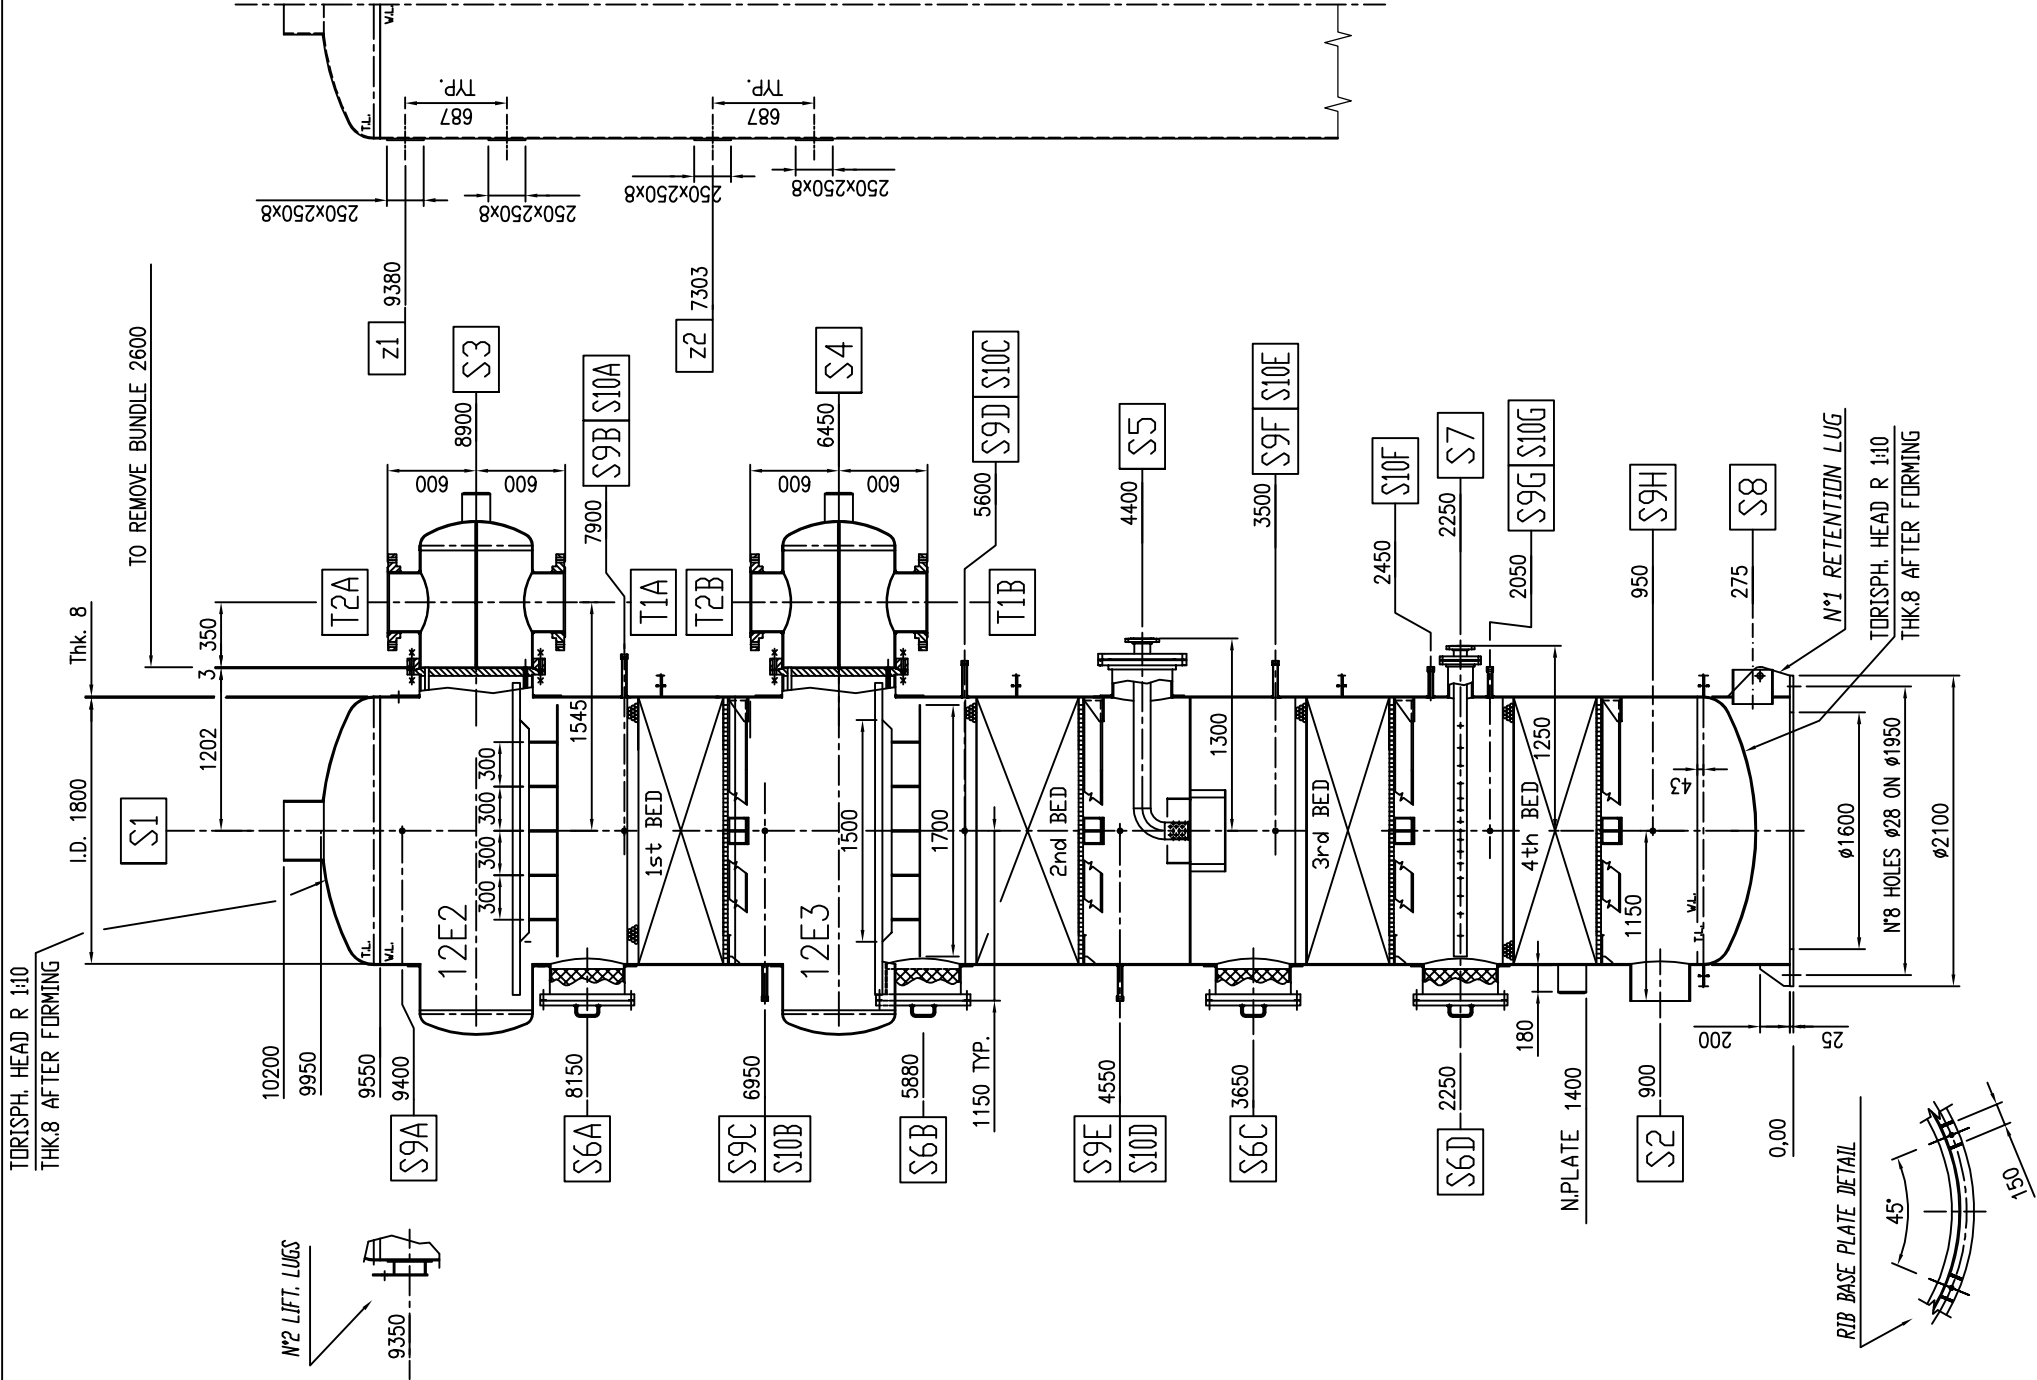 W.L.
T.L.
TYP.
687
TYP.
687
250x250x8
250x250x8
250x250x8
250x250x8
z1
9380
z2
7303
TO REMOVE BUNDLE 2600
S3
8900
S4
6450
S9B
S10A
7900
S9D
S10C
5600
S5
4400
S9F
S10E
3500
S10F
2450
S7
2250
S9G
S10G
2050
S9H
950
S8
275
N°1 RETENTION LUG
TORISPH. HEAD R 1:10
THK.8 AFTER FORMING
600
600
600
600
T2A
T1A
T2B
T1B
Thk. 8
350
3
1202
1545
I.D. 1800
S1
300
300
300
300
1st BED
1500
1700
2nd BED
1300
3rd BED
1250
4th BED
43
1150
12E2
12E3
T.L.
W.L.
T.L.
W.L.
ø1600
N°8 HOLES ø28 ON ø1950
ø2100
TORISPH. HEAD R 1:10
THK.8 AFTER FORMING
10200
9950
9550
9400
S9A
8150
S6A
6950
S9C
S10B
5880
S6B
1150 TYP.
4550
S9E
S10D
3650
S6C
2250
S6D
180
N.PLATE 1400
900
S2
200
25
0,00
N°2 LIFT. LUGS
9350
RIB BASE PLATE DETAIL
45°
150